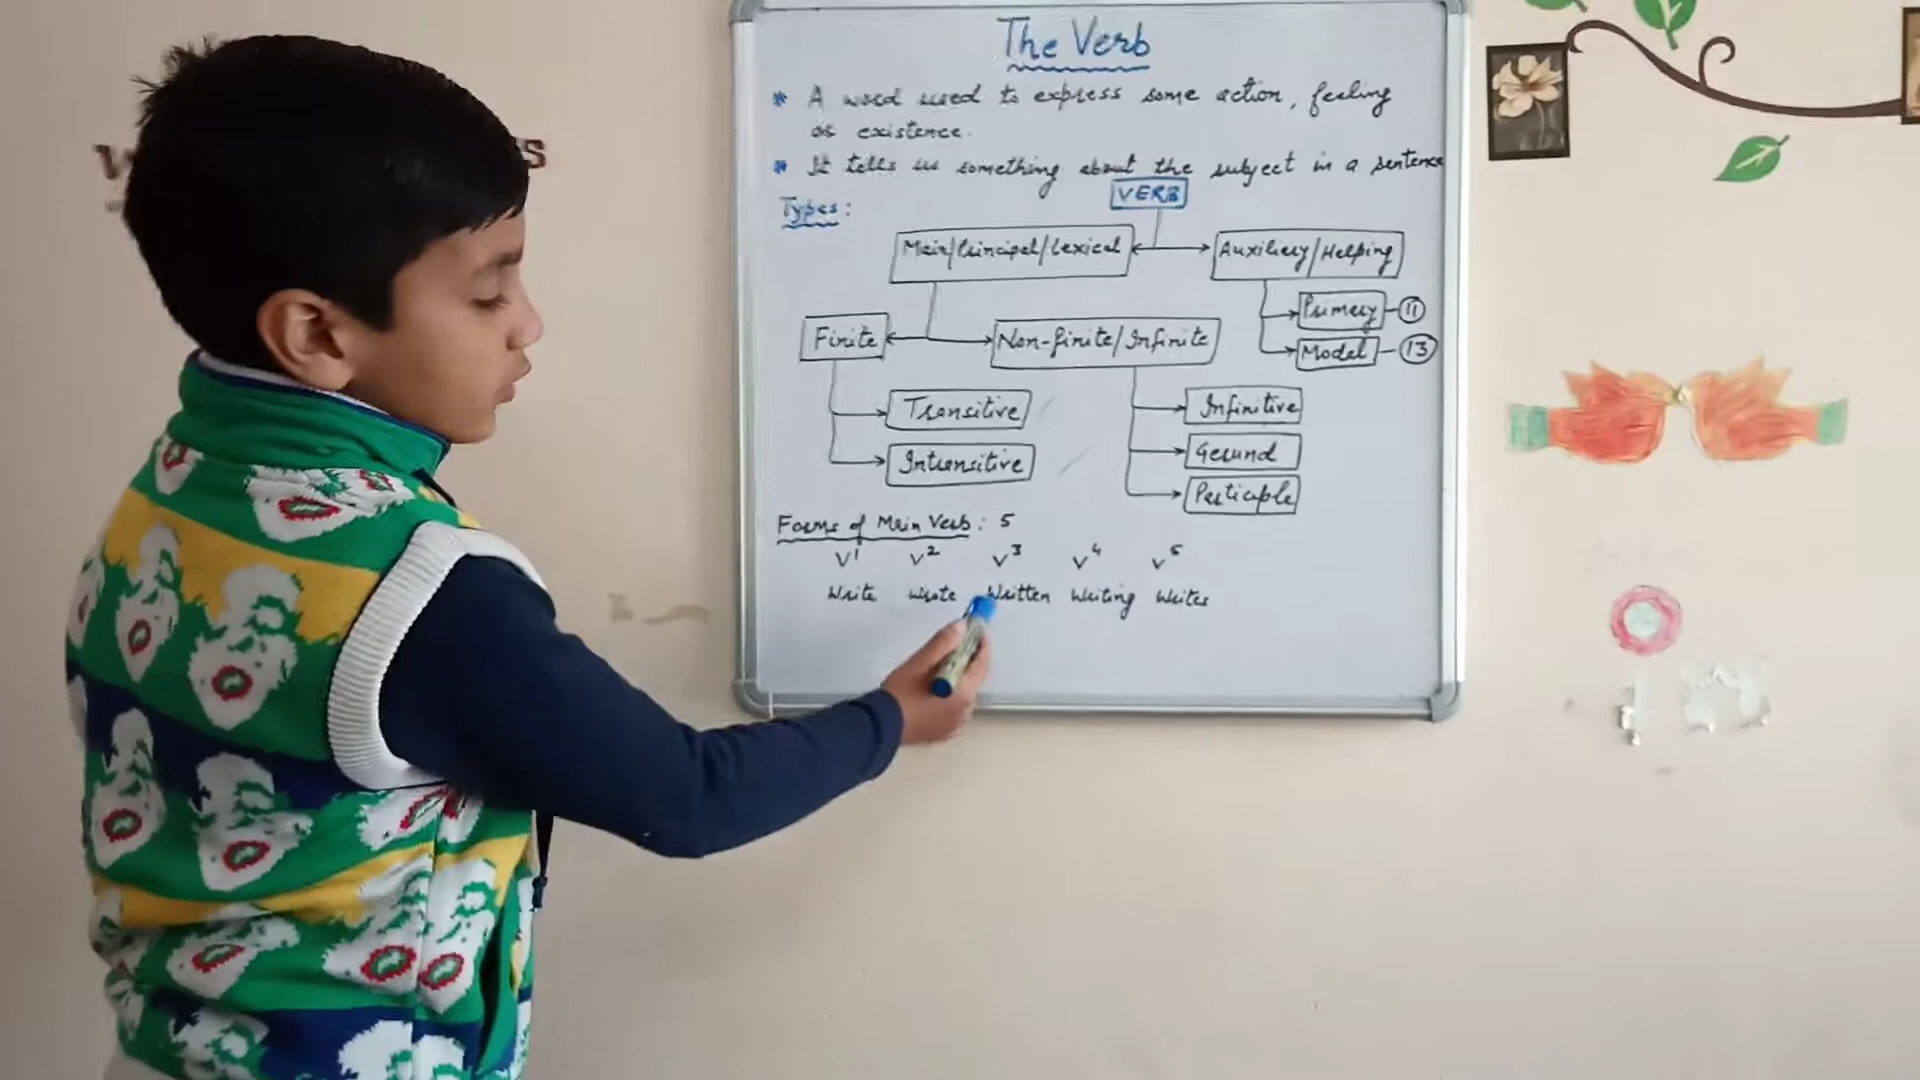 The Verb
* A word used to express some action, feeling
or existence.
* It tells us something about the subject in a sentence
VERB
Types:
Main/Principal/Lexical
Auxiliary/Helping
Primary - 11
Finite
Non-finite/Infinite
Model - 13
Transitive
Infinitive
Intransitive
Gerund
Participle
Forms of Main Verb: 5
V1 V2 V3 V4 V5
Write Wrote Written Writing Writes